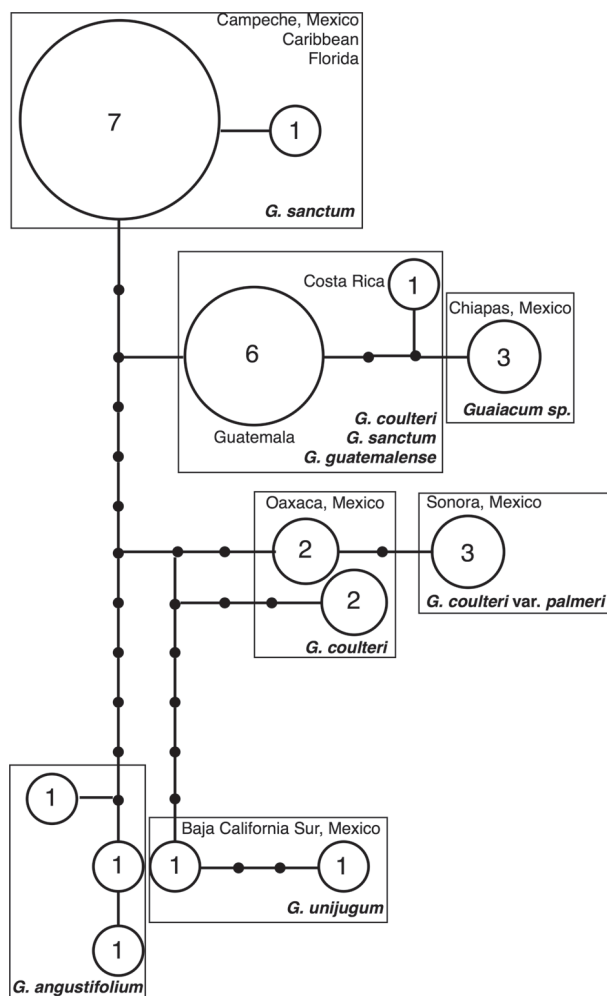 Campeche, Mexico
Caribbean
Florida
7
1
G. sanctum
Costa Rica
1
6
Guatemala
G. coulteri
G. sanctum
G. guatemalense
Chiapas, Mexico
3
Guaiacum sp.
Oaxaca, Mexico
2
2
G. coulteri
Sonora, Mexico
3
G. coulteri var. palmeri
1
1
1
G. angustifolium
Baja California Sur, Mexico
1
1
G. unijugum